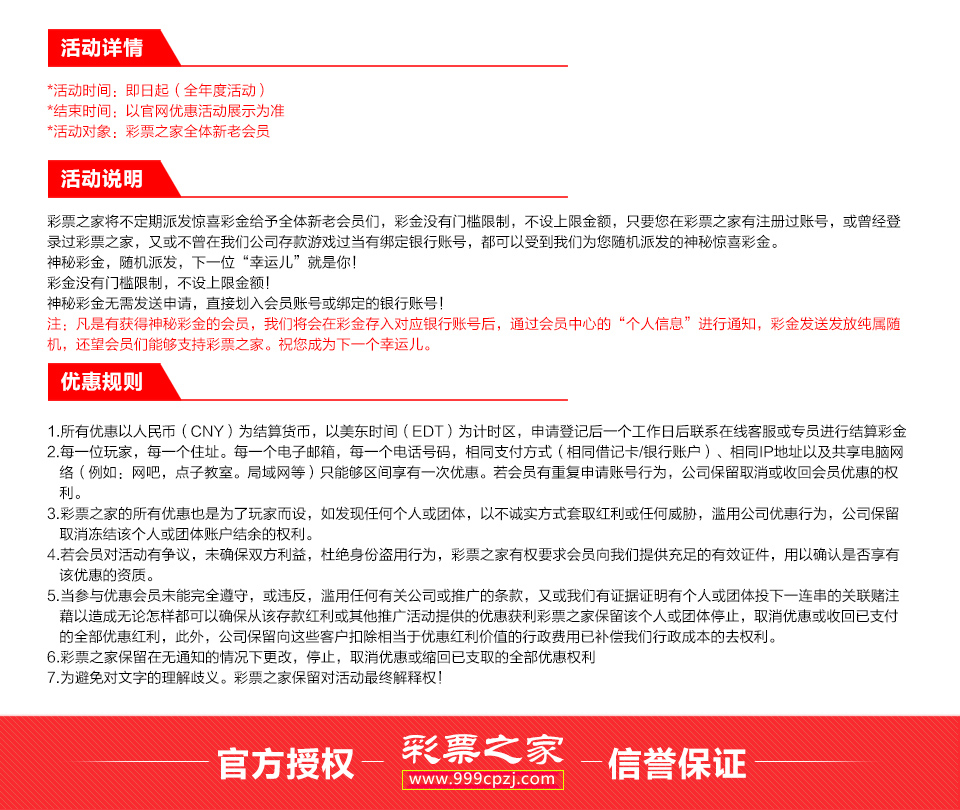 活动详情
*活动时间：即日起（全年度活动）
*结束时间：以官网优惠活动展示为准
*活动对象：彩票之家全体新老会员
活动说明
彩票之家将不定期派发惊喜彩金给予全体新老会员们，彩金没有门槛限制，不设上限金额，只要您在彩票之家有注册过账号，或曾经登
录过彩票之家，又或不曾在我们公司存款游戏过当有绑定银行账号，都可以受到我们为您随机派发的神秘惊喜彩金。
神秘彩金，随机派发，下一位“幸运儿”就是你！
彩金没有门槛限制，不设上限金额！
神秘彩金无需发送申请，直接划入会员账号或绑定的银行账号！
注：凡是有获得神秘彩金的会员，我们将会在彩金存入对应银行账号后，通过会员中心的“个人信息”进行通知，彩金发送发放纯属随
机，还望会员们能够支持彩票之家。祝您成为下一个幸运儿。
优惠规则
1.所有优惠以人民币（CNY）为结算货币，以美东时间（EDT）为计时区，申请登记后一个工作日后联系在线客服或专员进行结算彩金
2.每一位玩家，每一个住址。每一个电子邮箱，每一个电话号码，相同支付方式（相同借记卡/银行账户）、相同IP地址以及共享电脑网
络（例如：网吧，点子教室。局域网等）只能够区间享有一次优惠。若会员有重复申请账号行为，公司保留取消或收回会员优惠的权
利。
3.彩票之家的所有优惠也是为了玩家而设，如发现任何个人或团体，以不诚实方式套取红利或任何威胁，滥用公司优惠行为，公司保留
取消冻结该个人或团体账户结余的权利。
4.若会员对活动有争议，未确保双方利益，杜绝身份盗用行为，彩票之家有权要求会员向我们提供充足的有效证件，用以确认是否享有
该优惠的资质。
5.当参与优惠会员未能完全遵守，或违反，滥用任何有关公司或推广的条款，又或我们有证据证明有个人或团体投下一连串的关联赌注
藉以造成无论怎样都可以确保从该存款红利或其他推广活动提供的优惠获利彩票之家保留该个人或团体停止，取消优惠或收回已支付
的全部优惠红利，此外，公司保留向这些客户扣除相当于优惠红利价值的行政费用已补偿我们行政成本的去权利。
6.彩票之家保留在无通知的情况下更改，停止，取消优惠或缩回已支取的全部优惠权利
7.为避免对文字的理解歧义。彩票之家保留对活动最终解释权！
官方授权 彩票之家 信誉保证
www.999cpzj.com